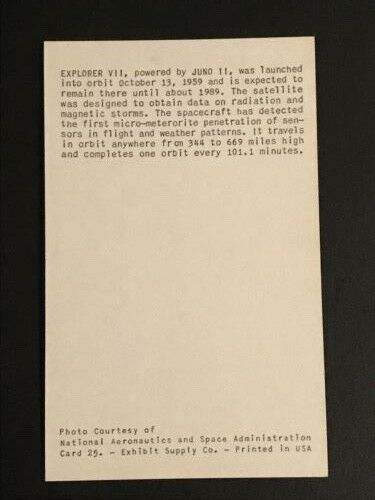 EXPLORER VII, powered by JUNO II, was launched
into orbit October 13, 1959 and is expected to
remain there until about 1989. The satellite
was designed to obtain data on radiation and
magnetic storms. The spacecraft has detected
the first micro-meterorite penetration of sen-
sors in flight and weather patterns. It travels
in orbit anywhere from 344 to 669 miles high
and completes one orbit every 101.1 minutes.
Photo Courtesy of
National Aeronautics and Space Administration
Card 25. - Exhibit Supply Co. - Printed in USA